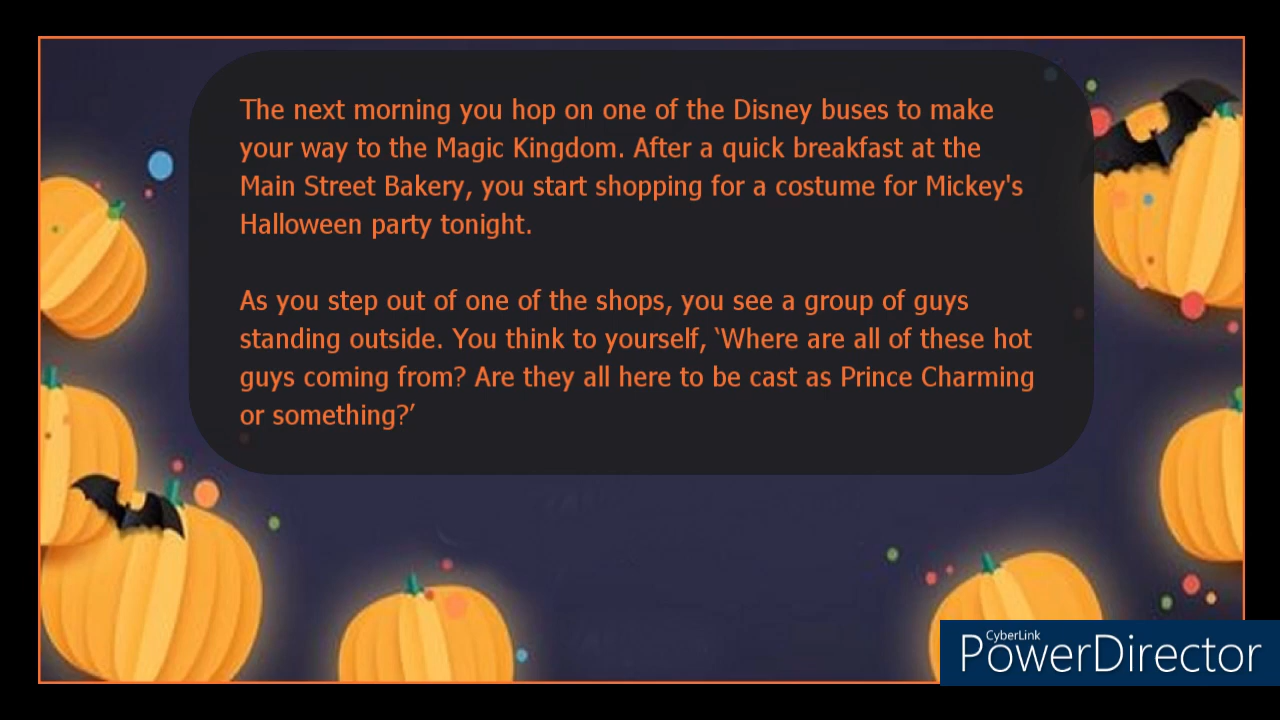 The next morning you hop on one of the Disney buses to make
your way to the Magic Kingdom. After a quick breakfast at the
Main Street Bakery, you start shopping for a costume for Mickey's
Halloween party tonight.
As you step out of one of the shops, you see a group of guys
standing outside. You think to yourself, ‘Where are all of these hot
guys coming from? Are they all here to be cast as Prince Charming
or something?’
CyberLink
PowerDirector